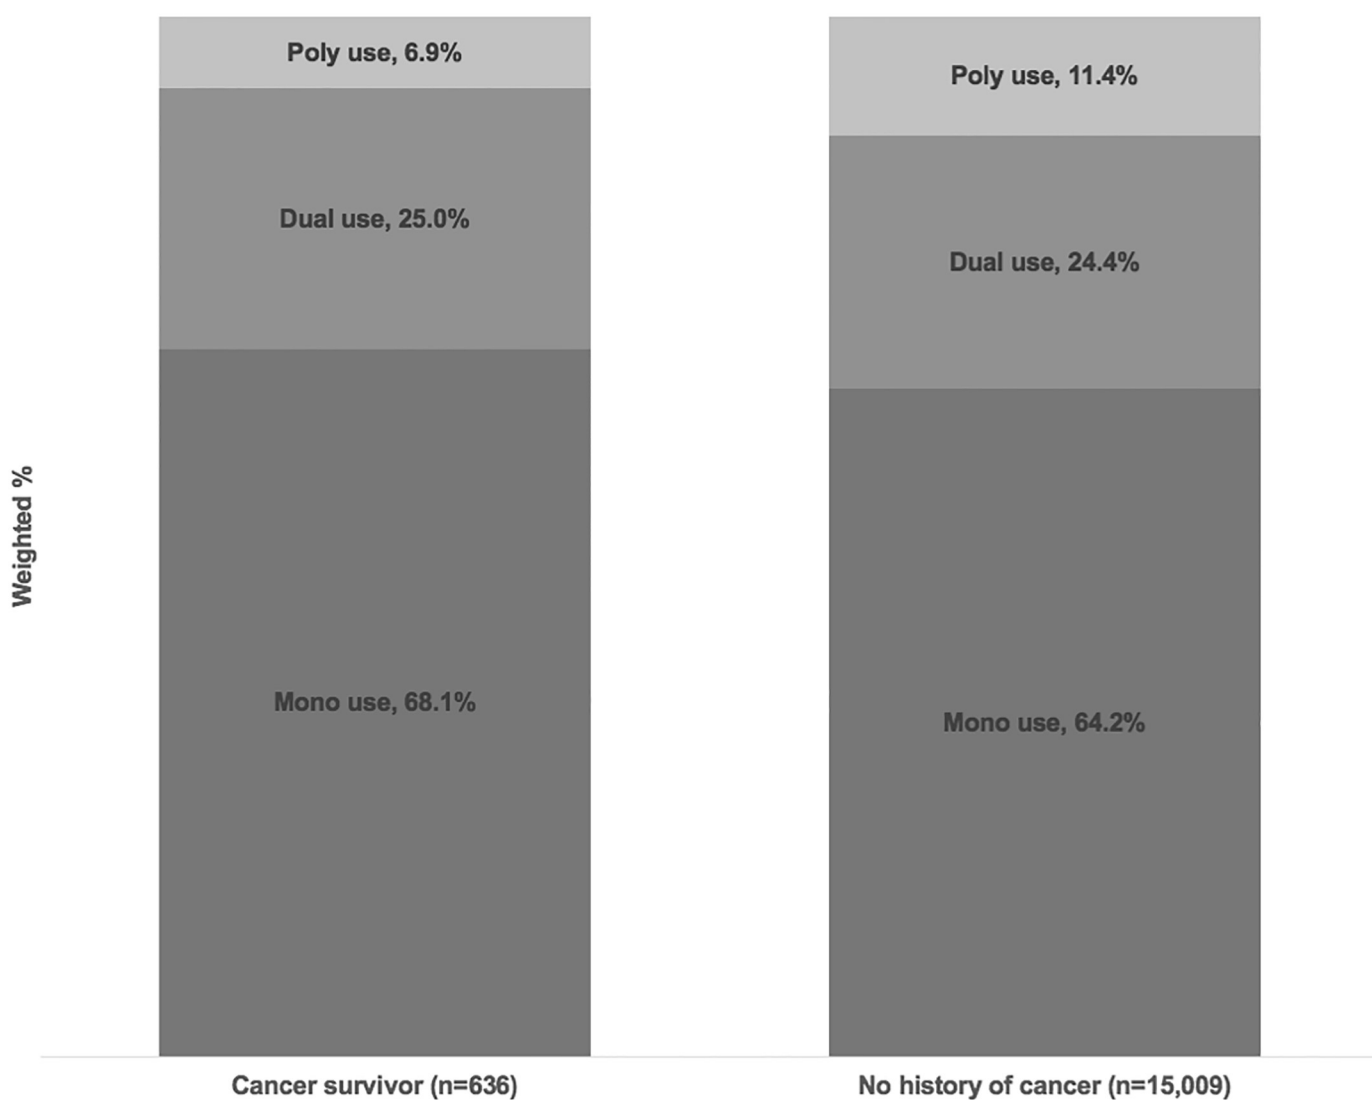 Weighted %
Poly use, 6.9%
Dual use, 25.0%
Mono use, 68.1%
Cancer survivor (n=636)
Poly use, 11.4%
Dual use, 24.4%
Mono use, 64.2%
No history of cancer (n=15,009)